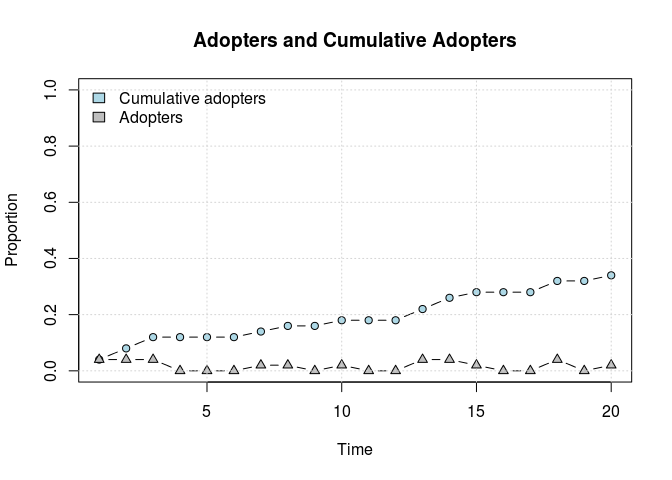 Adopters and Cumulative Adopters
Cumulative adopters
Adopters
Proportion
1.0
0.8
0.6
0.4
0.2
0.0
5 10 15 20
Time